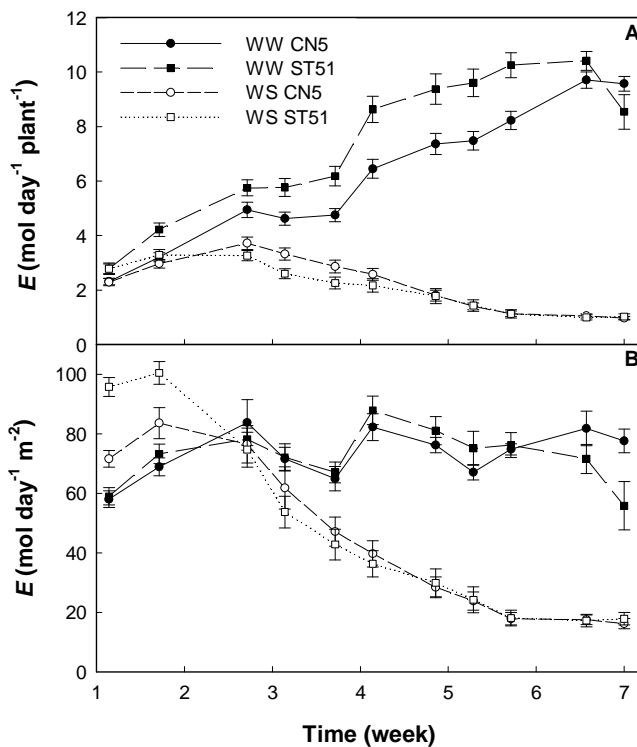 A
WW CN5
WW ST51
WS CN5
WS ST51
E (mol day⁻¹ plant⁻¹)
12
10
8
6
4
2
0
B
E (mol day⁻¹ m⁻²)
100
80
60
40
20
0
1 2 3 4 5 6 7
Time (week)